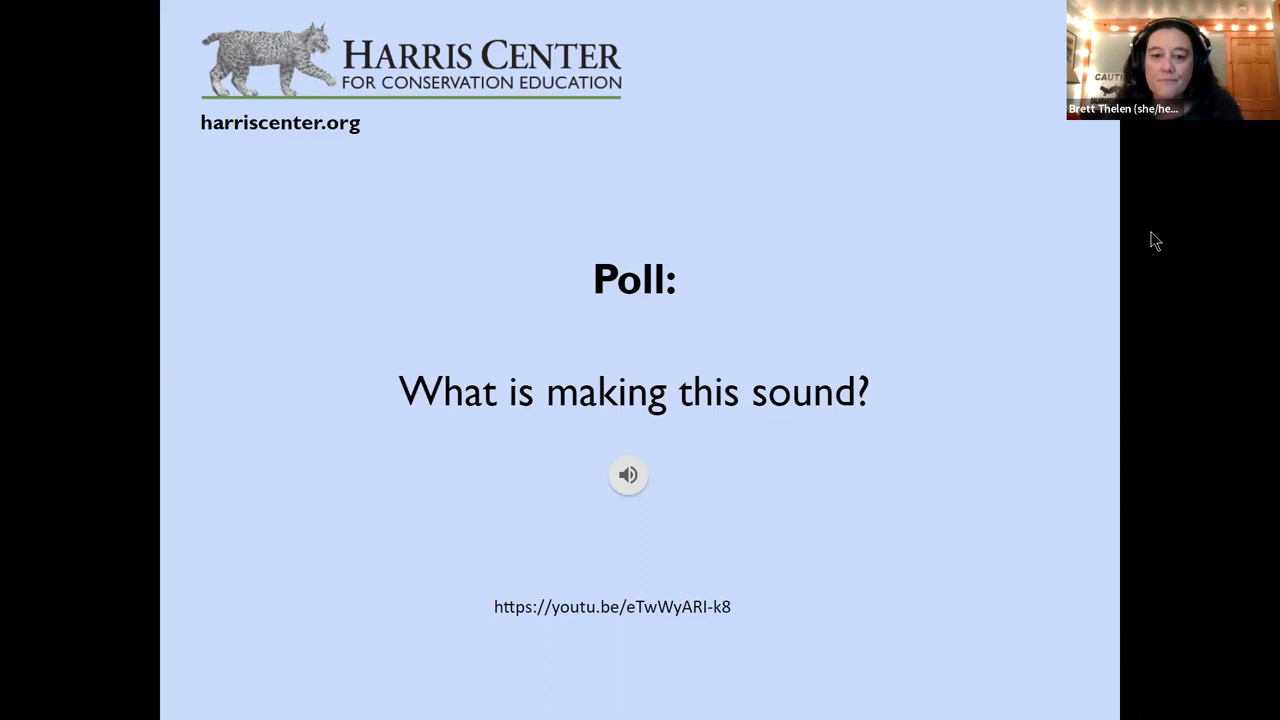 HARRIS CENTER
FOR CONSERVATION EDUCATION
harriscenter.org
CAUTI
Brett Thelen (she/he...
Poll:
What is making this sound?
https://youtu.be/eTwWyARI-k8